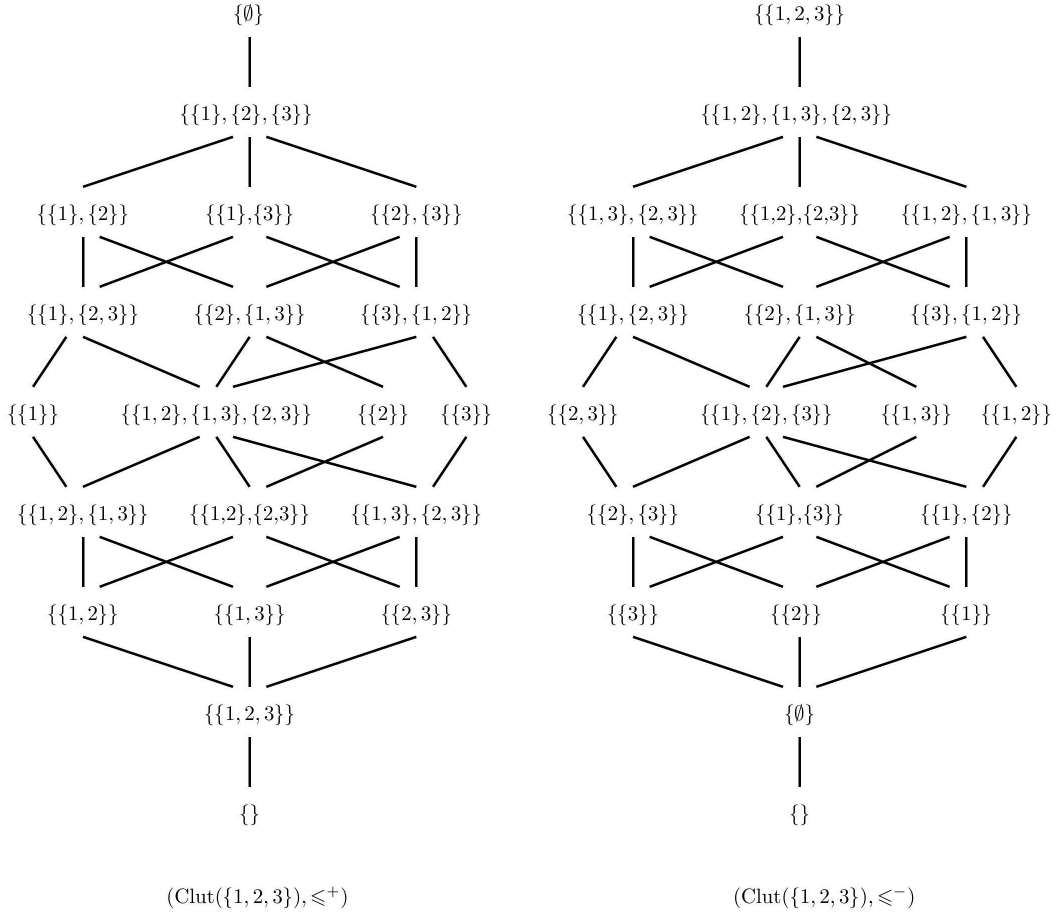 {∅} {{1, 2, 3}}
{{1}, {2}, {3}} {{1, 2}, {1, 3}, {2, 3}}
{{1}, {2}} {{1}, {3}} {{2}, {3}} {{1, 3}, {2, 3}} {{1,2}, {2,3}} {{1, 2}, {1, 3}}
{{1}, {2, 3}} {{2}, {1, 3}} {{3}, {1, 2}} {{1}, {2, 3}} {{2}, {1, 3}} {{3}, {1, 2}}
{{1}} {{1, 2}, {1, 3}, {2, 3}} {{2}} {{3}} {{2, 3}} {{1}, {2}, {3}} {{1, 3}} {{1, 2}}
{{1, 2}, {1, 3}} {{1,2}, {2,3}} {{1, 3}, {2, 3}} {{2}, {3}} {{1}, {3}} {{1}, {2}}
{{1, 2}} {{1, 3}} {{2, 3}} {{3}} {{2}} {{1}}
{{1, 2, 3}} {∅}
{} {}
(Clut({1, 2, 3}), ⩽⁺) (Clut({1, 2, 3}), ⩽⁻)